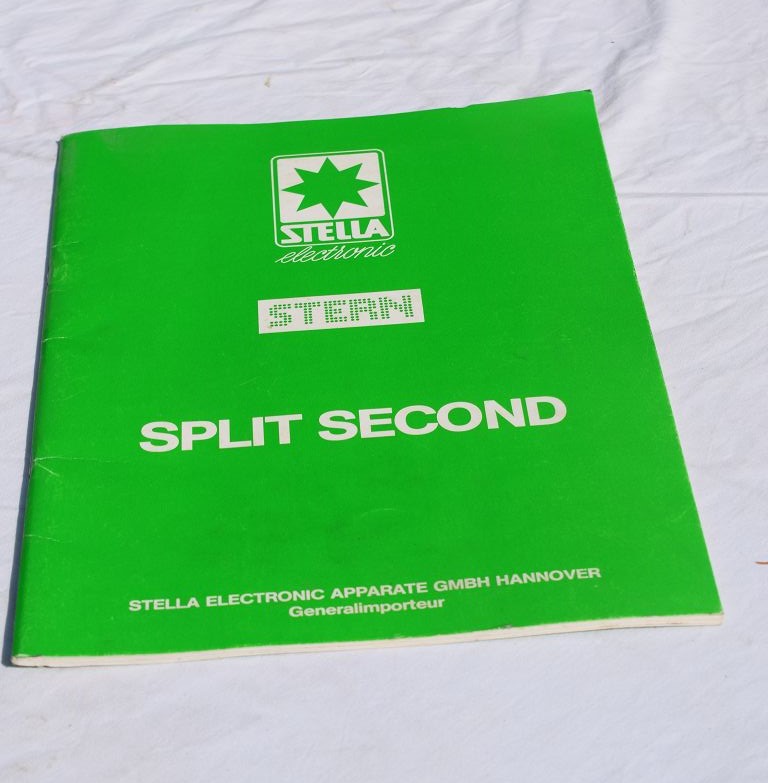 STELLA
electronic
STERN
SPLIT SECOND
STELLA ELECTRONIC APPARATE GMBH HANNOVER
Generalimporteur